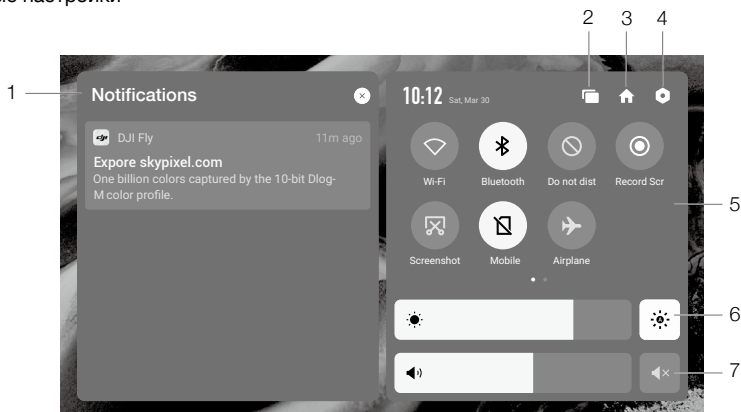 2 3 4
1
Notifications
DJI Fly 11m ago
Expore skypixel.com
One billion colors captured by the 10-bit Dlog-
M color profile.
10:12 Sat, Mar 30
Wi-Fi Bluetooth Do not dist Record Scr
5
Screenshot Mobile Airplane
6
7